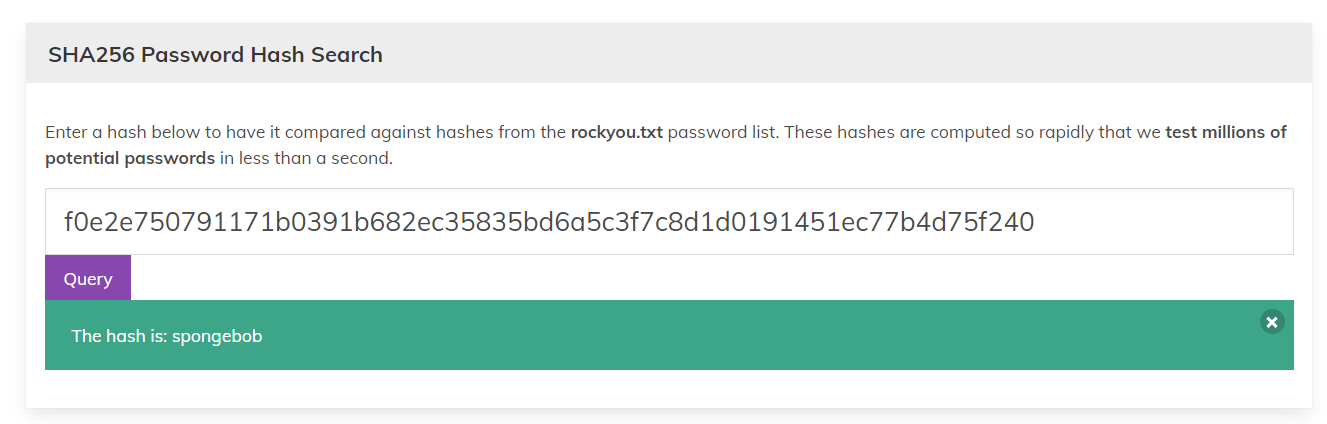 SHA256 Password Hash Search
Enter a hash below to have it compared against hashes from the rockyou.txt password list. These hashes are computed so rapidly that we test millions of
potential passwords in less than a second.
f0e2e750791171b0391b682ec35835bd6a5c3f7c8d1d0191451ec77b4d75f240
Query
The hash is: spongebob